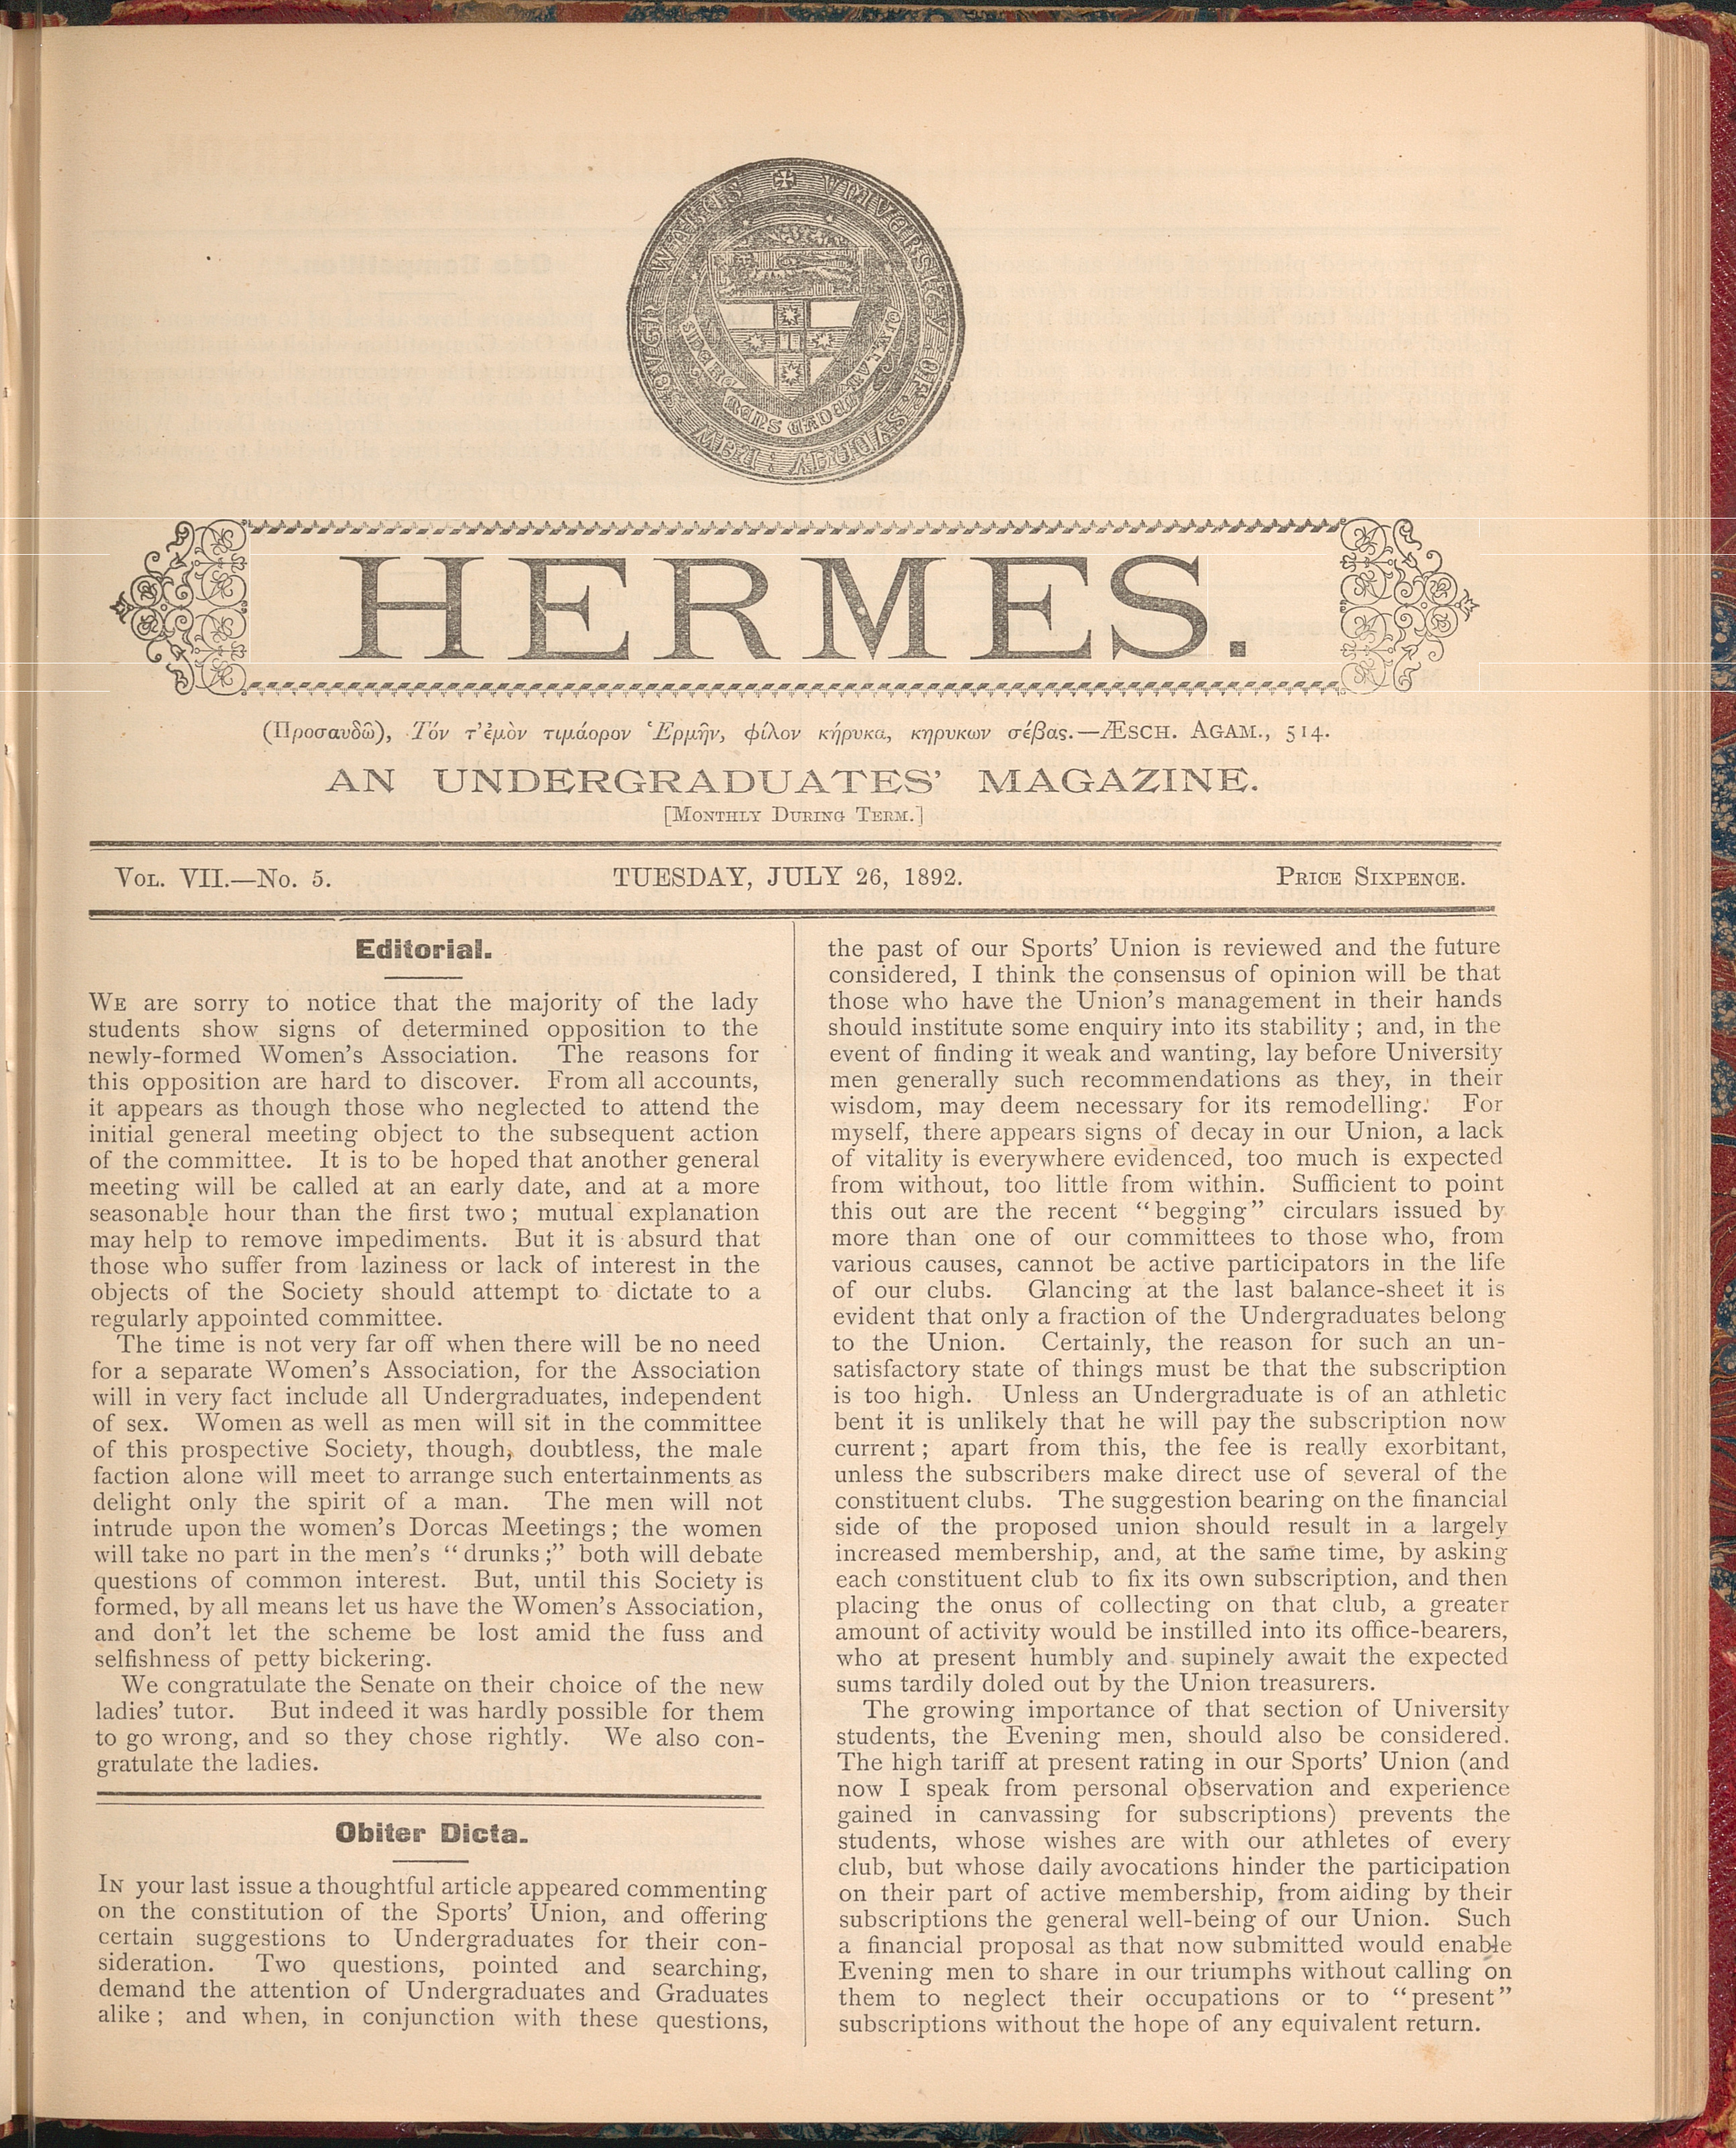 UNIVERSITY OF SYDNEY : NEW SOUTH WALES
SIDERE MENS EADEM MUTATO
HERMES.
(Προσαυδῶ), Τόν τ’ἐμὸν τιμάορον Ἑρμῆν, φίλον κήρυκα, κηρυκων σέβας.—ÆSCH. AGAM., 514.
AN UNDERGRADUATES’ MAGAZINE.
[MONTHLY DURING TERM.]
VOL. VII.—No. 5. TUESDAY, JULY 26, 1892. PRICE SIXPENCE.
Editorial.
WE are sorry to notice that the majority of the lady
students show signs of determined opposition to the
newly-formed Women’s Association. The reasons for
this opposition are hard to discover. From all accounts,
it appears as though those who neglected to attend the
initial general meeting object to the subsequent action
of the committee. It is to be hoped that another general
meeting will be called at an early date, and at a more
seasonable hour than the first two; mutual explanation
may help to remove impediments. But it is absurd that
those who suffer from laziness or lack of interest in the
objects of the Society should attempt to dictate to a
regularly appointed committee.
The time is not very far off when there will be no need
for a separate Women’s Association, for the Association
will in very fact include all Undergraduates, independent
of sex. Women as well as men will sit in the committee
of this prospective Society, though, doubtless, the male
faction alone will meet to arrange such entertainments as
delight only the spirit of a man. The men will not
intrude upon the women’s Dorcas Meetings; the women
will take no part in the men’s “drunks;” both will debate
questions of common interest. But, until this Society is
formed, by all means let us have the Women’s Association,
and don’t let the scheme be lost amid the fuss and
selfishness of petty bickering.
We congratulate the Senate on their choice of the new
ladies’ tutor. But indeed it was hardly possible for them
to go wrong, and so they chose rightly. We also con-
gratulate the ladies.
Obiter Dicta.
IN your last issue a thoughtful article appeared commenting
on the constitution of the Sports’ Union, and offering
certain suggestions to Undergraduates for their con-
sideration. Two questions, pointed and searching,
demand the attention of Undergraduates and Graduates
alike; and when, in conjunction with these questions,
the past of our Sports’ Union is reviewed and the future
considered, I think the consensus of opinion will be that
those who have the Union’s management in their hands
should institute some enquiry into its stability; and, in the
event of finding it weak and wanting, lay before University
men generally such recommendations as they, in their
wisdom, may deem necessary for its remodelling. For
myself, there appears signs of decay in our Union, a lack
of vitality is everywhere evidenced, too much is expected
from without, too little from within. Sufficient to point
this out are the recent “begging” circulars issued by
more than one of our committees to those who, from
various causes, cannot be active participators in the life
of our clubs. Glancing at the last balance-sheet it is
evident that only a fraction of the Undergraduates belong
to the Union. Certainly, the reason for such an un-
satisfactory state of things must be that the subscription
is too high. Unless an Undergraduate is of an athletic
bent it is unlikely that he will pay the subscription now
current; apart from this, the fee is really exorbitant,
unless the subscribers make direct use of several of the
constituent clubs. The suggestion bearing on the financial
side of the proposed union should result in a largely
increased membership, and, at the same time, by asking
each constituent club to fix its own subscription, and then
placing the onus of collecting on that club, a greater
amount of activity would be instilled into its office-bearers,
who at present humbly and supinely await the expected
sums tardily doled out by the Union treasurers.
The growing importance of that section of University
students, the Evening men, should also be considered.
The high tariff at present rating in our Sports’ Union (and
now I speak from personal observation and experience
gained in canvassing for subscriptions) prevents the
students, whose wishes are with our athletes of every
club, but whose daily avocations hinder the participation
on their part of active membership, from aiding by their
subscriptions the general well-being of our Union. Such
a financial proposal as that now submitted would enable
Evening men to share in our triumphs without calling on
them to neglect their occupations or to “present”
subscriptions without the hope of any equivalent return.